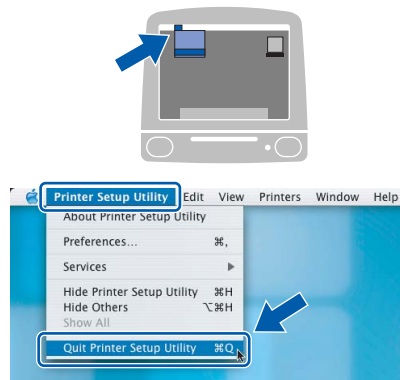 Printer Setup Utility Edit View Printers Window Help
About Printer Setup Utility
Preferences... ⌘,
Services ▶
Hide Printer Setup Utility ⌘H
Hide Others ⌥⌘H
Show All
Quit Printer Setup Utility ⌘Q